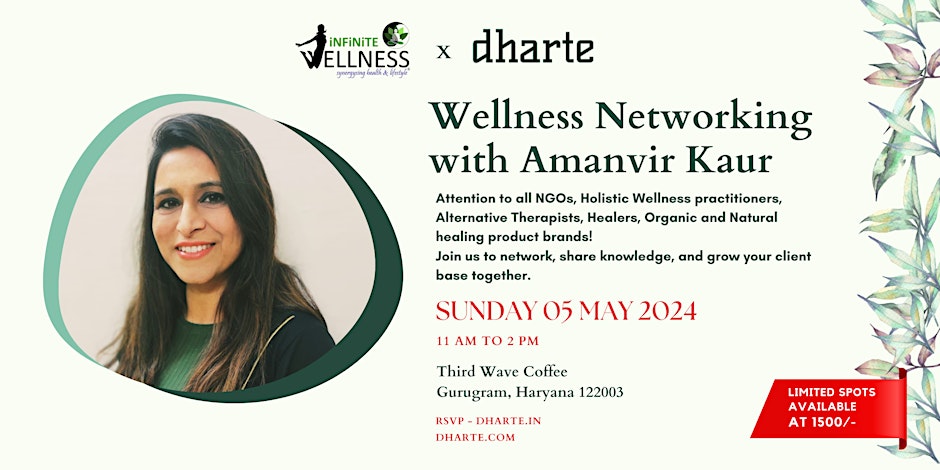 iNFiNiTE
WELLNESS
synergysing health & lifestyle
x
dharte
Wellness Networking
with Amanvir Kaur
Attention to all NGOs, Holistic Wellness practitioners,
Alternative Therapists, Healers, Organic and Natural
healing product brands!
Join us to network, share knowledge, and grow your client
base together.
SUNDAY 05 MAY 2024
11 AM TO 2 PM
Third Wave Coffee
Gurugram, Haryana 122003
RSVP - DHARTE.IN
DHARTE.COM
LIMITED SPOTS
AVAILABLE
AT 1500/-